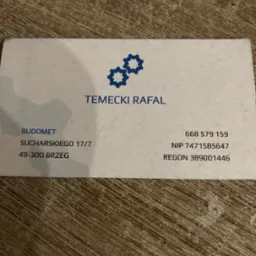 TEMECKI RAFAL
BUDOMET
SUCHARSKIEGO 17/7
49-300 BRZEG
668 579 159
NIP 7471585647
REGON 389001446